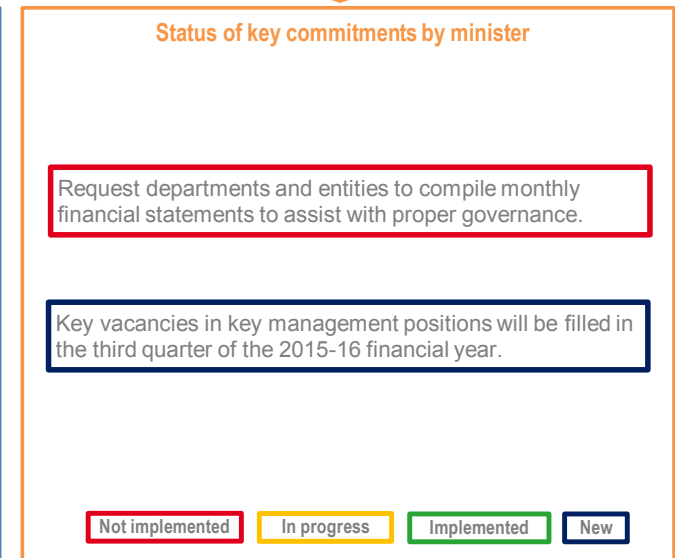 Status of key commitments by minister
Request departments and entities to compile monthly
financial statements to assist with proper governance.
Key vacancies in key management positions will be filled in
the third quarter of the 2015-16 financial year.
Not implemented In progress Implemented New